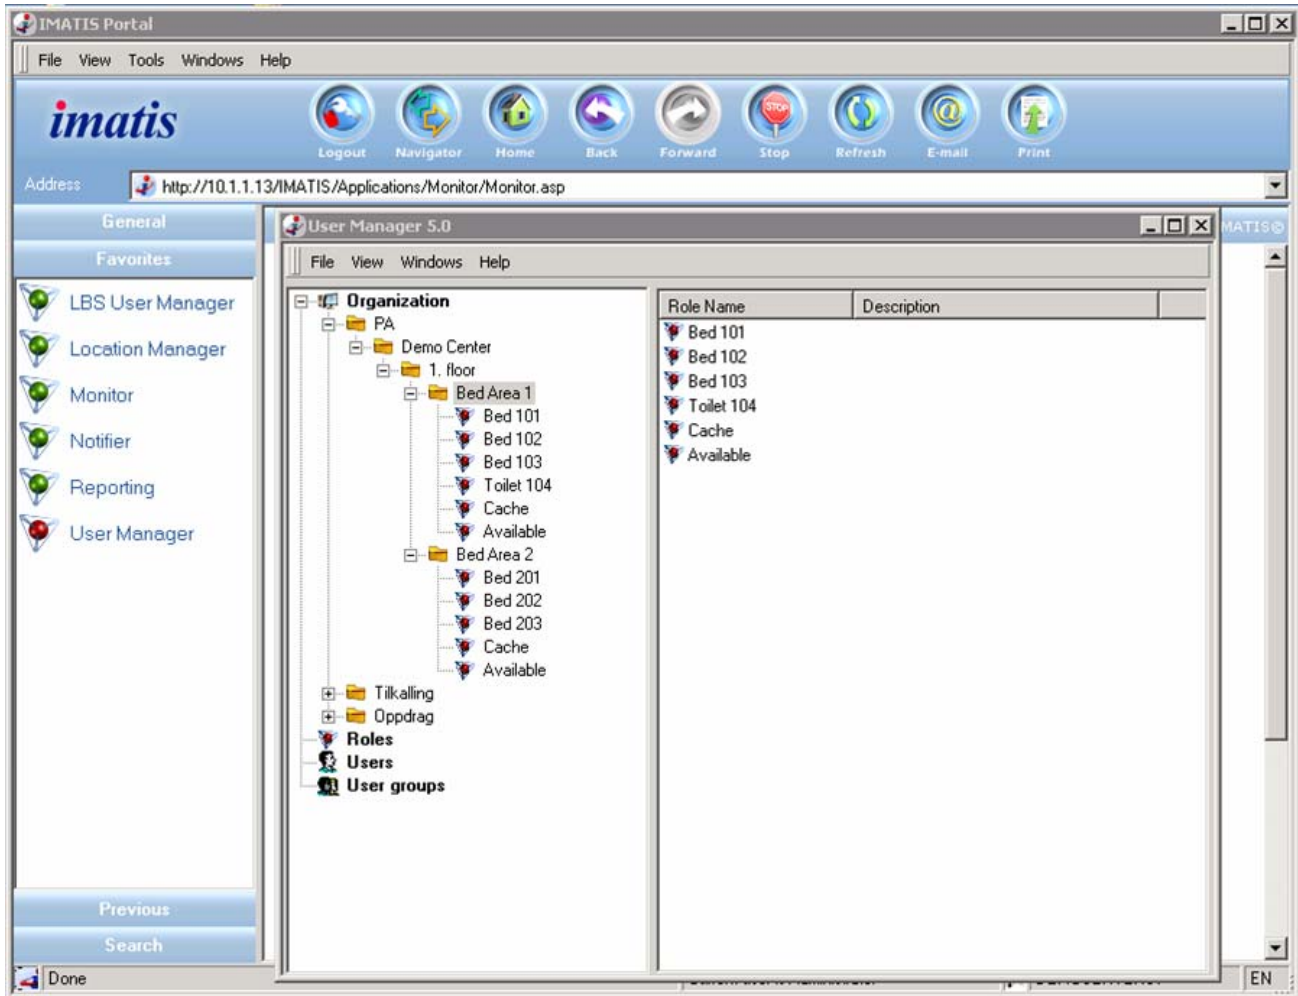 IMATIS Portal
File View Tools Windows Help
imatis
Logout Navigator Home Back Forward STOP Stop Refresh @ E-mail Print
Address http://10.1.1.13/IMATIS/Applications/Monitor/Monitor.asp
General
Favorites
LBS User Manager
Location Manager
Monitor
Notifier
Reporting
User Manager
Previous
Search
Done
EN
MATIS©
User Manager 5.0
File View Windows Help
Organization
PA
Demo Center
1. floor
Bed Area 1
Bed 101
Bed 102
Bed 103
Toilet 104
Cache
Available
Bed Area 2
Bed 201
Bed 202
Bed 203
Cache
Available
Tilkalling
Oppdrag
Roles
Users
User groups
Role Name Description
Bed 101
Bed 102
Bed 103
Toilet 104
Cache
Available